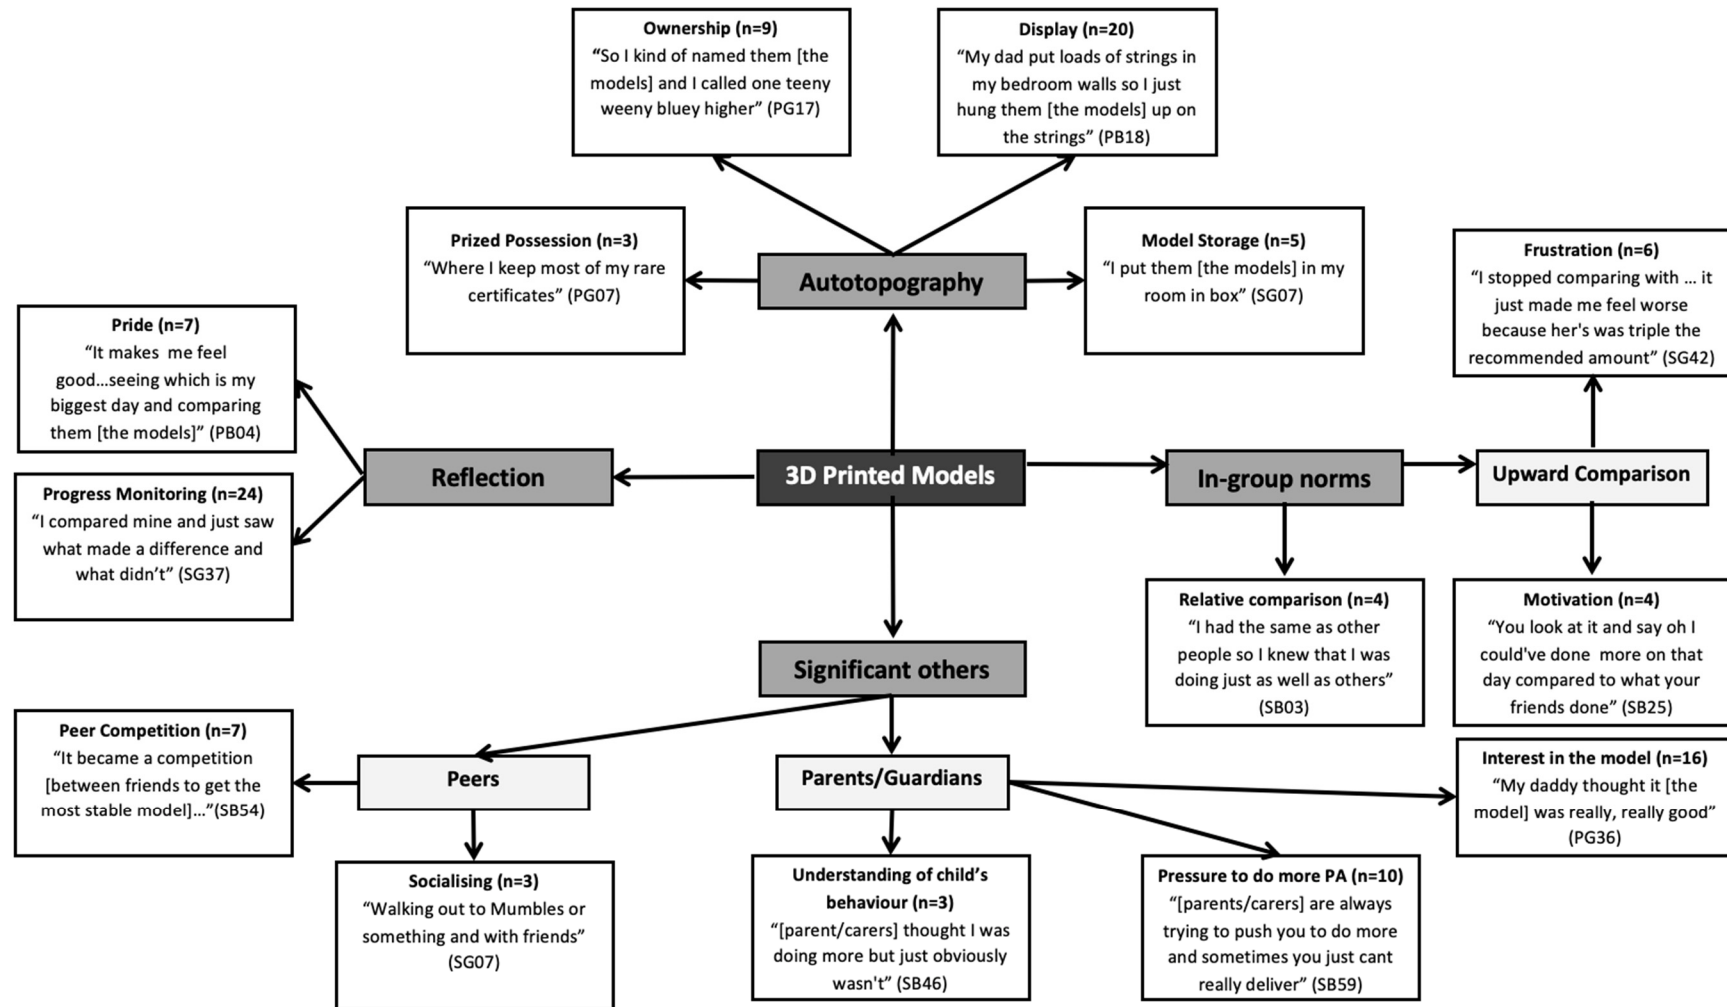 Ownership (n=9)
“So I kind of named them [the
models] and I called one teeny
weeny bluey higher” (PG17)
Display (n=20)
“My dad put loads of strings in
my bedroom walls so I just
hung them [the models] up on
the strings” (PB18)
Prized Possession (n=3)
“Where I keep most of my rare
certificates” (PG07)
Autotopography
Model Storage (n=5)
“I put them [the models] in my
room in box” (SG07)
Frustration (n=6)
“I stopped comparing with ... it
just made me feel worse
because her's was triple the
recommended amount” (SG42)
Pride (n=7)
“It makes me feel
good...seeing which is my
biggest day and comparing
them [the models]” (PB04)
Reflection
3D Printed Models
In-group norms
Upward Comparison
Progress Monitoring (n=24)
“I compared mine and just saw
what made a difference and
what didn’t” (SG37)
Relative comparison (n=4)
“I had the same as other
people so I knew that I was
doing just as well as others”
(SB03)
Motivation (n=4)
“You look at it and say oh I
could've done more on that
day compared to what your
friends done” (SB25)
Significant others
Peer Competition (n=7)
“It became a competition
[between friends to get the
most stable model]...”(SB54)
Peers
Parents/Guardians
Interest in the model (n=16)
“My daddy thought it [the
model] was really, really good”
(PG36)
Socialising (n=3)
“Walking out to Mumbles or
something and with friends”
(SG07)
Understanding of child’s
behaviour (n=3)
“[parent/carers] thought I was
doing more but just obviously
wasn't” (SB46)
Pressure to do more PA (n=10)
“[parents/carers] are always
trying to push you to do more
and sometimes you just cant
really deliver” (SB59)